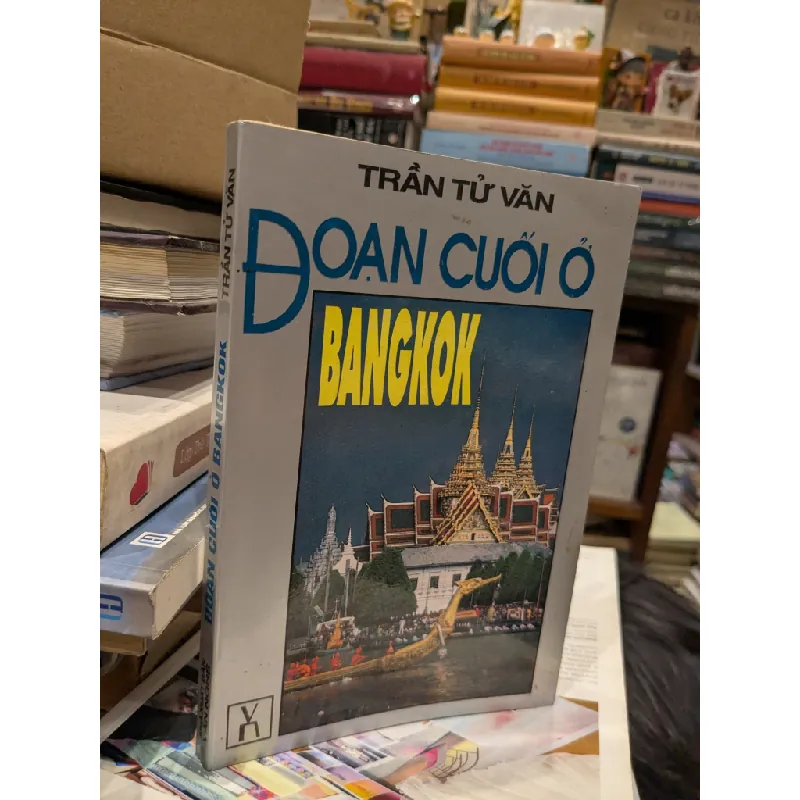 TRẦN TỬ VĂN
ĐOẠN CUỐI Ở
BANGKOK
TRẦN TỬ VĂN
ĐOẠN CUỐI Ở BANGKOK